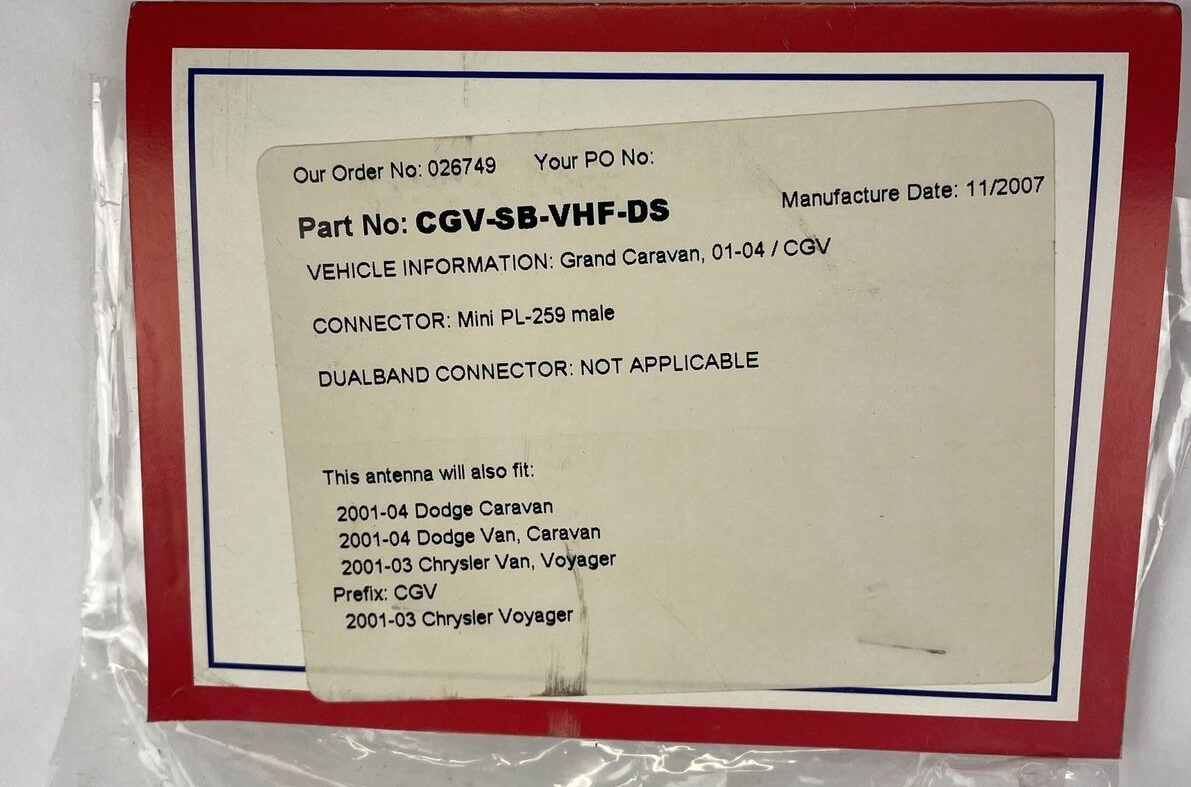 Our Order No: 026749 Your PO No:
Manufacture Date: 11/2007
Part No: CGV-SB-VHF-DS
VEHICLE INFORMATION: Grand Caravan, 01-04 / CGV
CONNECTOR: Mini PL-259 male
DUALBAND CONNECTOR: NOT APPLICABLE
This antenna will also fit:
2001-04 Dodge Caravan
2001-04 Dodge Van, Caravan
2001-03 Chrysler Van, Voyager
Prefix: CGV
2001-03 Chrysler Voyager